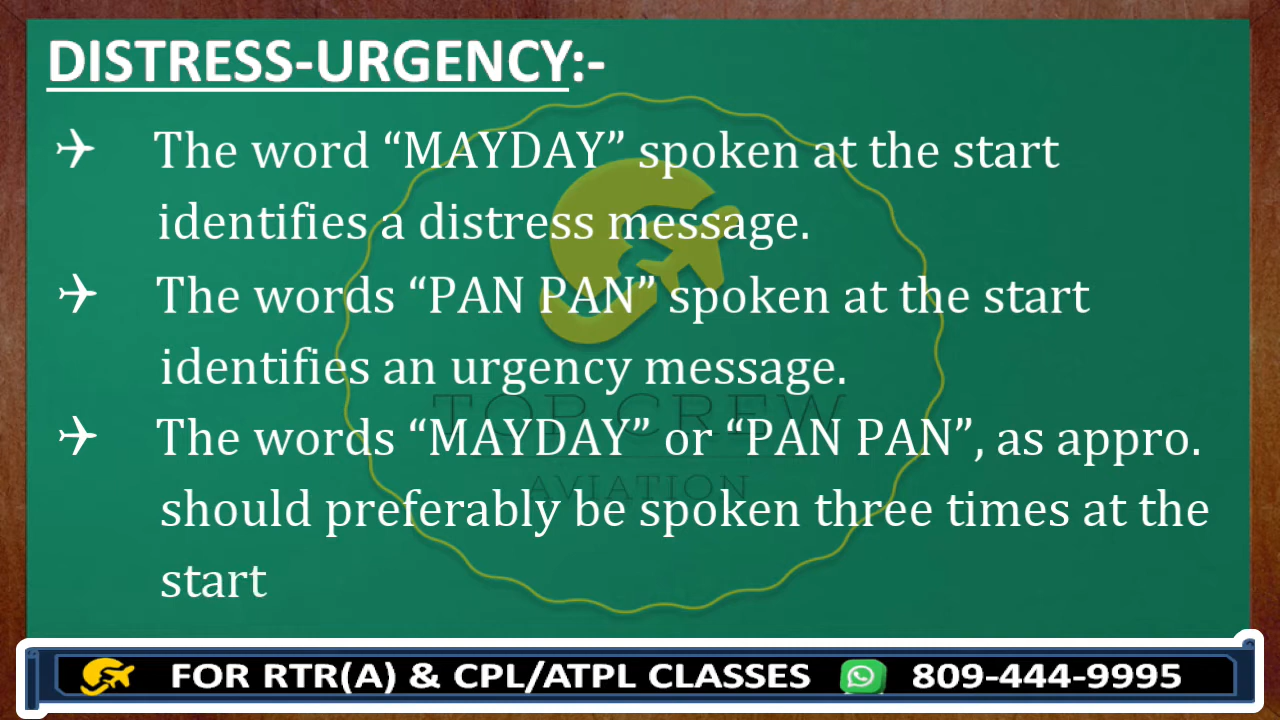 DISTRESS-URGENCY:-
✈ The word “MAYDAY” spoken at the start
identifies a distress message.
✈ The words “PAN PAN” spoken at the start
identifies an urgency message.
✈ The words “MAYDAY” or “PAN PAN”, as appro.
should preferably be spoken three times at the
start
TOP CREW
AVIATION
FOR RTR(A) & CPL/ATPL CLASSES 809-444-9995